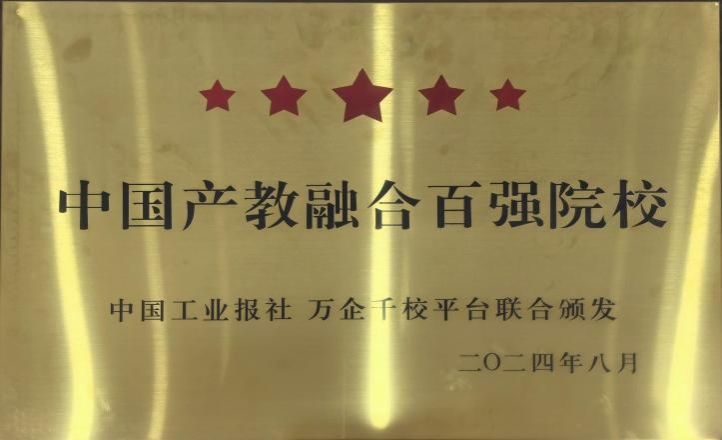 中国产教融合百强院校
中国工业报社 万企千校平台联合颁发
二〇二四年八月